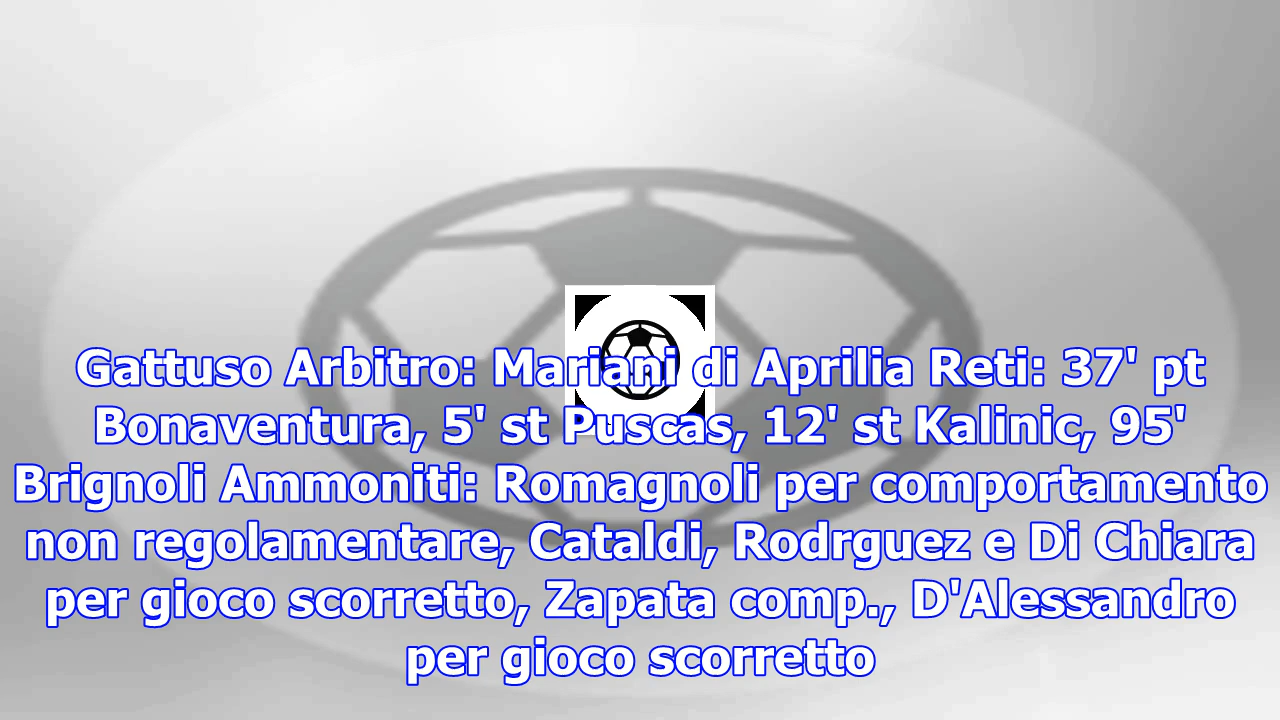 Gattuso Arbitro: Mariani di Aprilia Reti: 37' pt
Bonaventura, 5' st Puscas, 12' st Kalinic, 95'
Brignoli Ammoniti: Romagnoli per comportamento
non regolamentare, Cataldi, Rodrguez e Di Chiara
per gioco scorretto, Zapata comp., D'Alessandro
per gioco scorretto